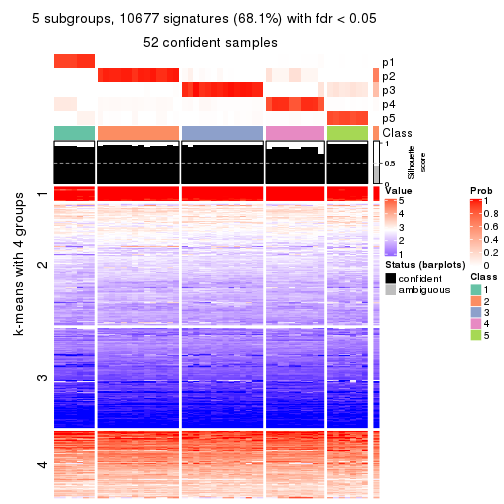 5 subgroups, 10677 signatures (68.1%) with fdr < 0.05
52 confident samples
p1
p2
p3
p4
p5
Class
1
0.5
0
Silhouette
score
k-means with 4 groups
1
2
3
4
Value
5
4
3
2
1
Status (barplots)
confident
ambiguous
Prob
1
0.8
0.6
0.4
0.2
0
Class
1
2
3
4
5